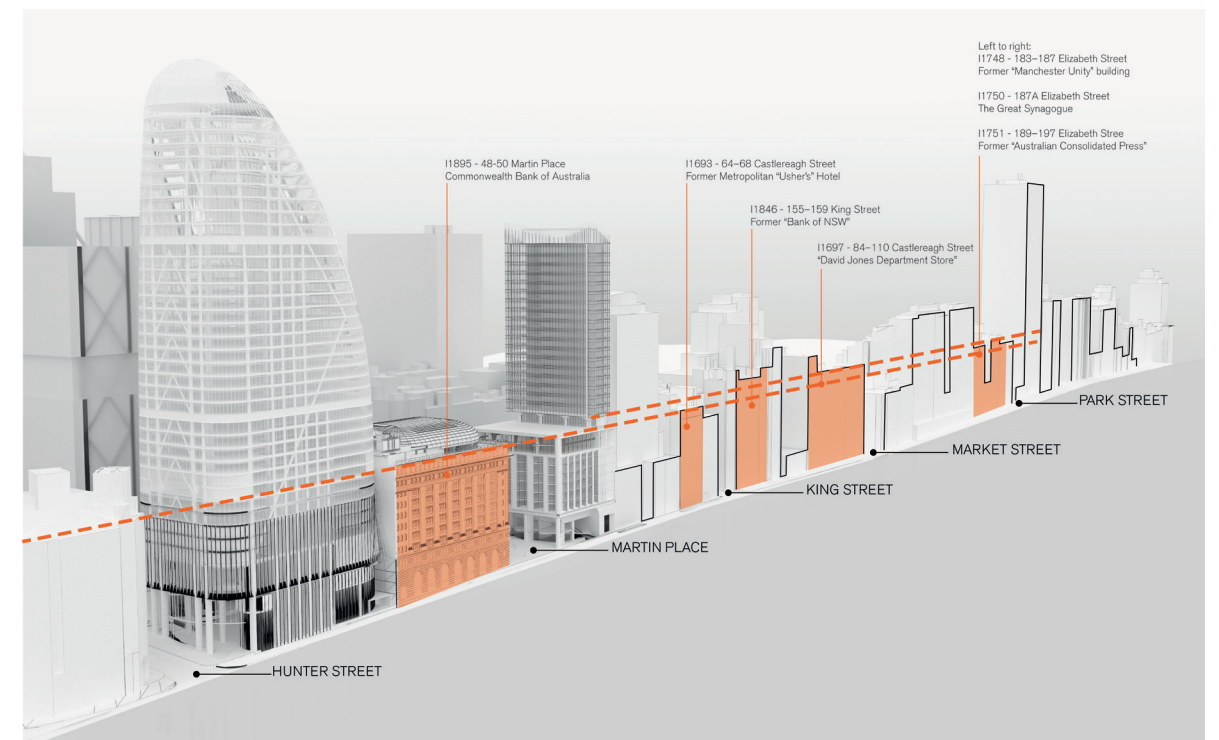 Left to right:
I1748 - 183–187 Elizabeth Street
Former “Manchester Unity” building
I1750 - 187A Elizabeth Street
The Great Synagogue
I1751 - 189–197 Elizabeth Stree
Former “Australian Consolidated Press”
I1895 - 48-50 Martin Place
Commonwealth Bank of Australia
I1693 - 64–68 Castlereagh Street
Former Metropolitan “Usher’s” Hotel
I1846 - 155–159 King Street
Former “Bank of NSW”
I1697 - 84–110 Castlereagh Street
“David Jones Department Store”
PARK STREET
MARKET STREET
KING STREET
MARTIN PLACE
HUNTER STREET